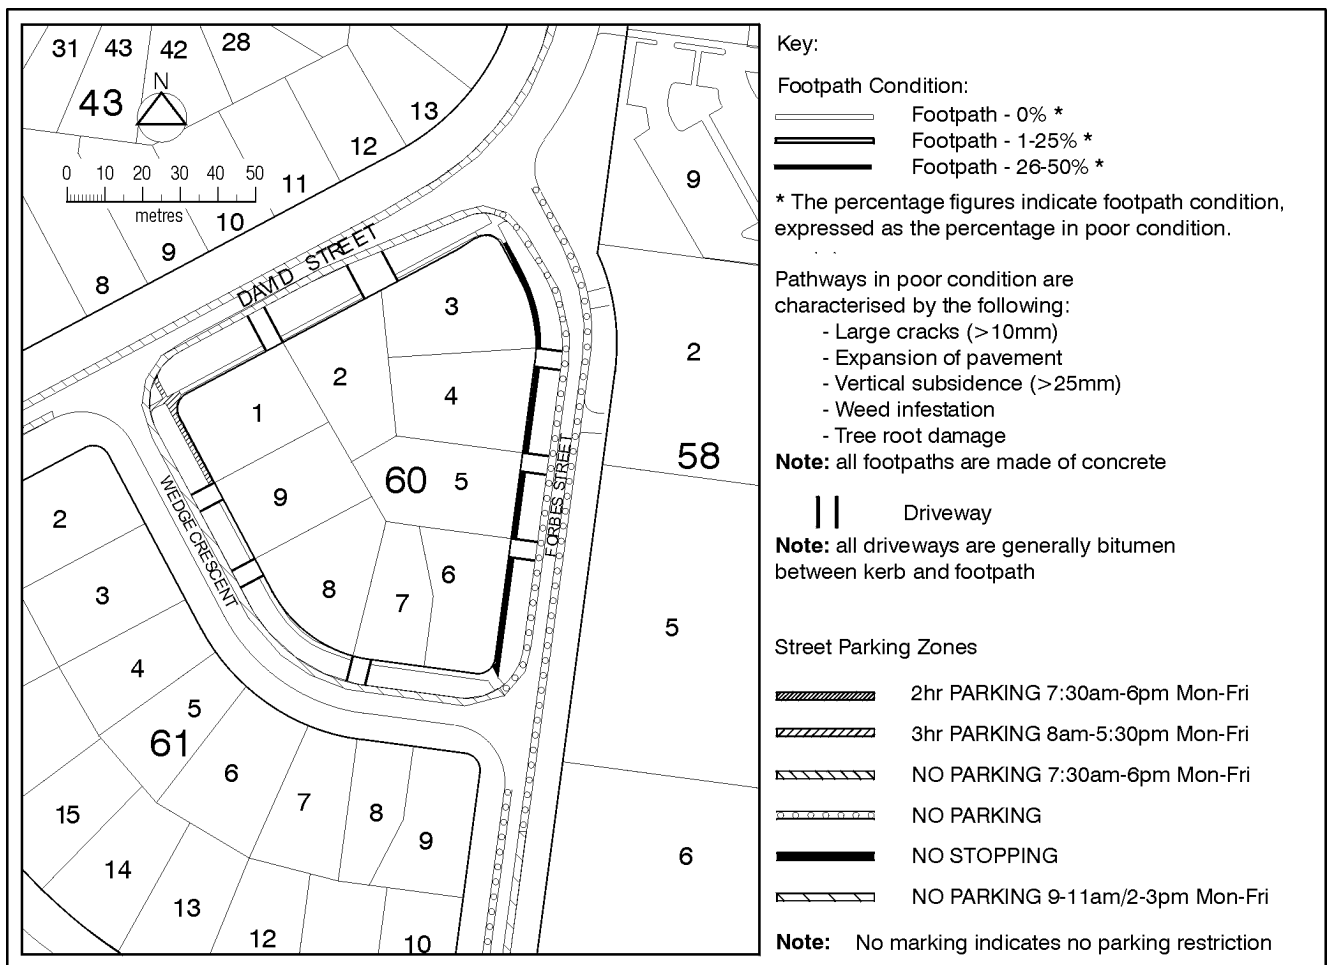 31 43 42 28
43
N
13
12
0 10 20 30 40 50
metres
11
10
9
8
9
DAVID STREET
3
2
4
1
2
58
60
5
9
FORBES STREET
WEDGE CRESCENT
2
3
8
7
6
5
4
5
61
6
7
8
9
15
14
13
12
10
6
Key:
Footpath Condition:
Footpath - 0% *
Footpath - 1-25% *
Footpath - 26-50% *
* The percentage figures indicate footpath condition,
expressed as the percentage in poor condition.
Pathways in poor condition are
characterised by the following:
- Large cracks (>10mm)
- Expansion of pavement
- Vertical subsidence (>25mm)
- Weed infestation
- Tree root damage
Note: all footpaths are made of concrete
Driveway
Note: all driveways are generally bitumen
between kerb and footpath
Street Parking Zones
2hr PARKING 7:30am-6pm Mon-Fri
3hr PARKING 8am-5:30pm Mon-Fri
NO PARKING 7:30am-6pm Mon-Fri
NO PARKING
NO STOPPING
NO PARKING 9-11am/2-3pm Mon-Fri
Note: No marking indicates no parking restriction